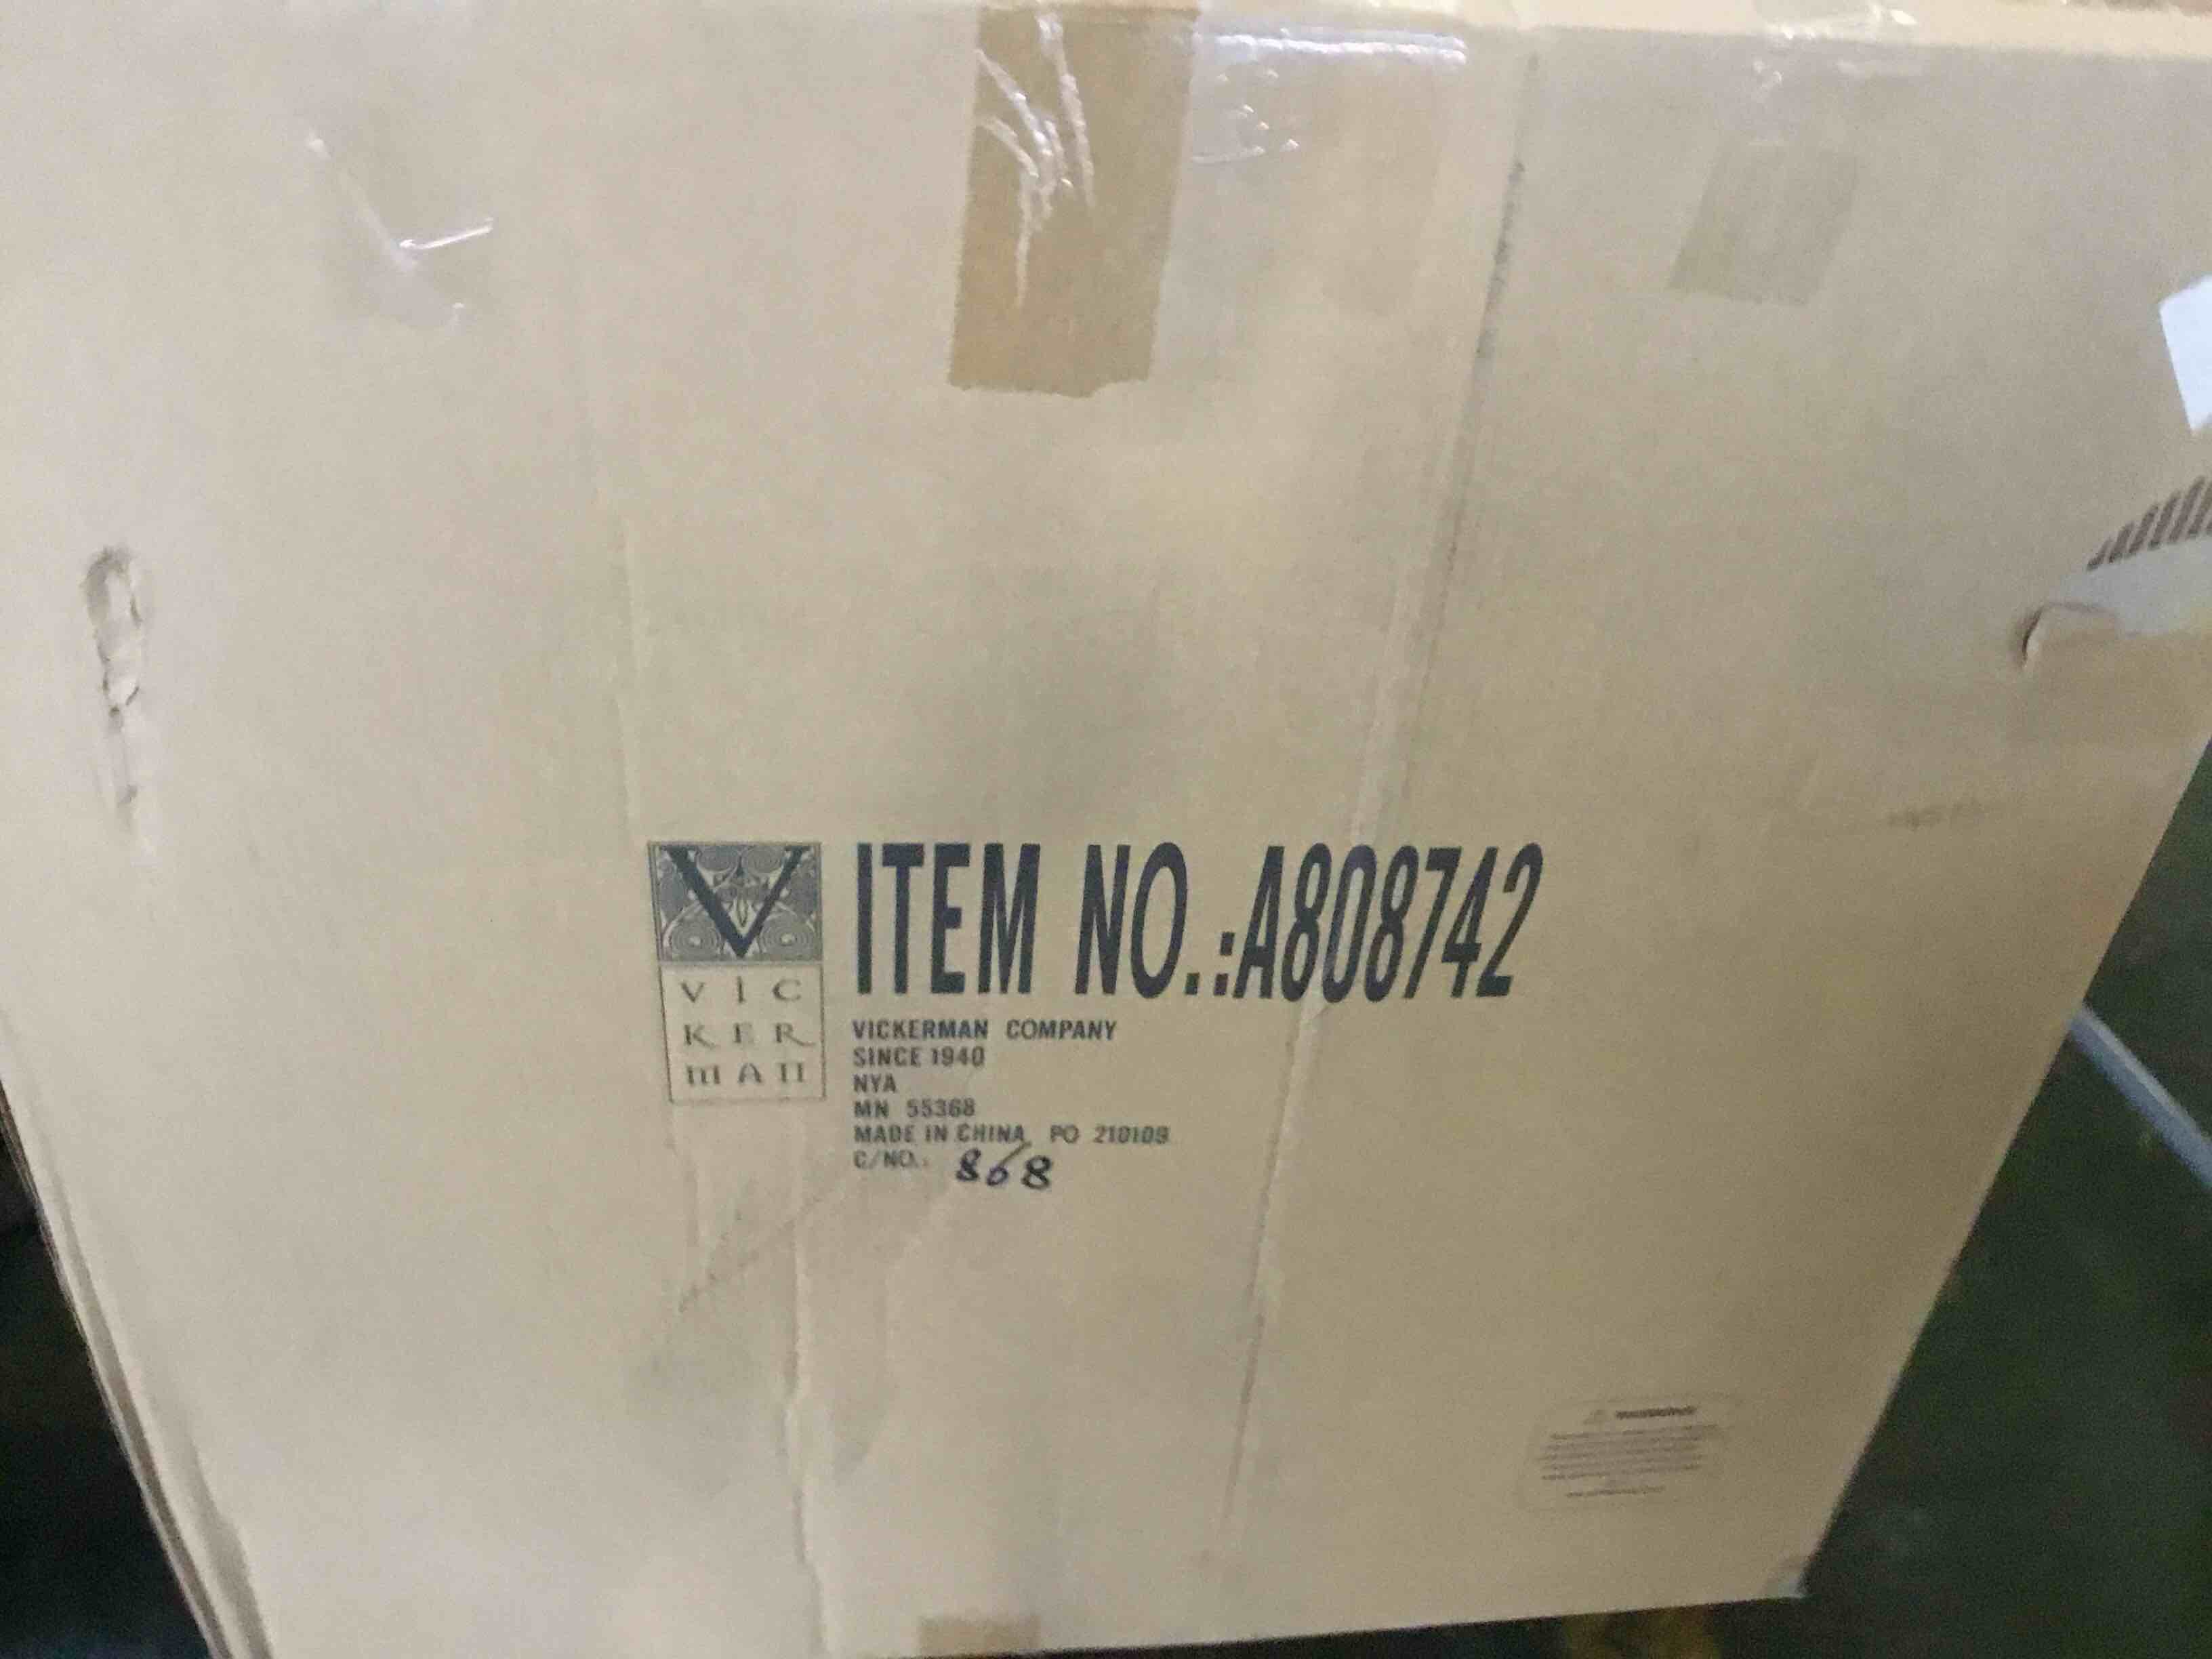 V
VIC
KER
MAN
ITEM NO.:A808742
VICKERMAN COMPANY
SINCE 1940
NYA
MN 55368
MADE IN CHINA PO 210109
C/NO.: 868
WARNING